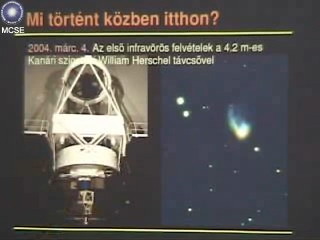 MCSE
Mi történt közben itthon?
2004. márc. 4. Az első infravörös felvételek a 4.2 m-es
Kanári William Herschel távcsővel